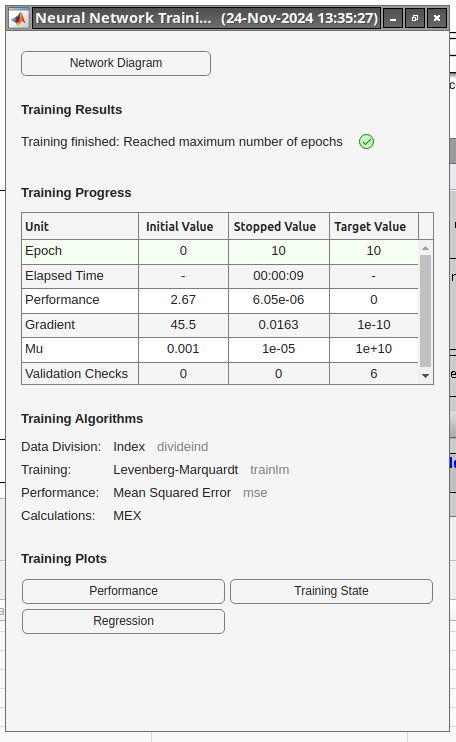 Neural Network Traini... (24-Nov-2024 13:35:27)
Network Diagram
Training Results
Training finished: Reached maximum number of epochs
Training Progress
Unit Initial Value Stopped Value Target Value
Epoch 0 10 10
Elapsed Time - 00:00:09 -
Performance 2.67 6.05e-06 0
Gradient 45.5 0.0163 1e-10
Mu 0.001 1e-05 1e+10
Validation Checks 0 0 6
Training Algorithms
Data Division: Index divideind
Training: Levenberg-Marquardt trainlm
Performance: Mean Squared Error mse
Calculations: MEX
Training Plots
Performance Training State
Regression